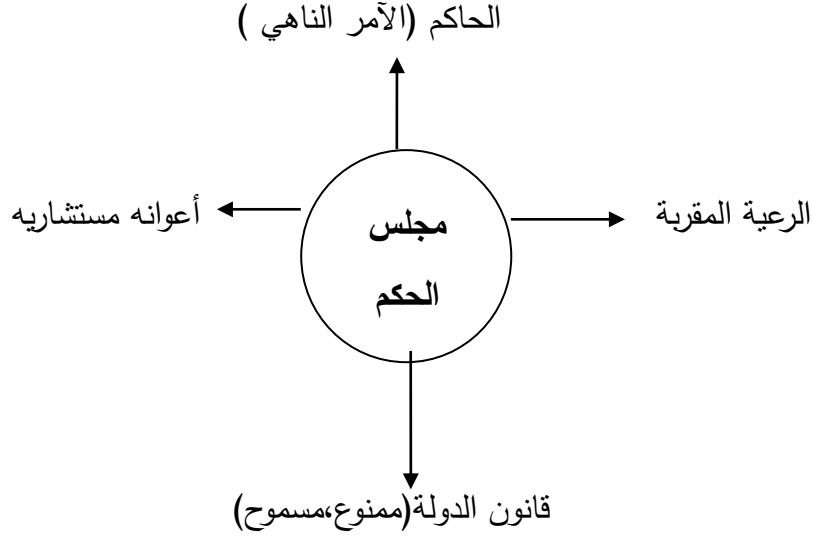 الحاكم (الآمر الناهي )
الرعية المقربة
مجلس
الحكم
أعوانه مستشاريه
قانون الدولة(ممنوع،مسموح)